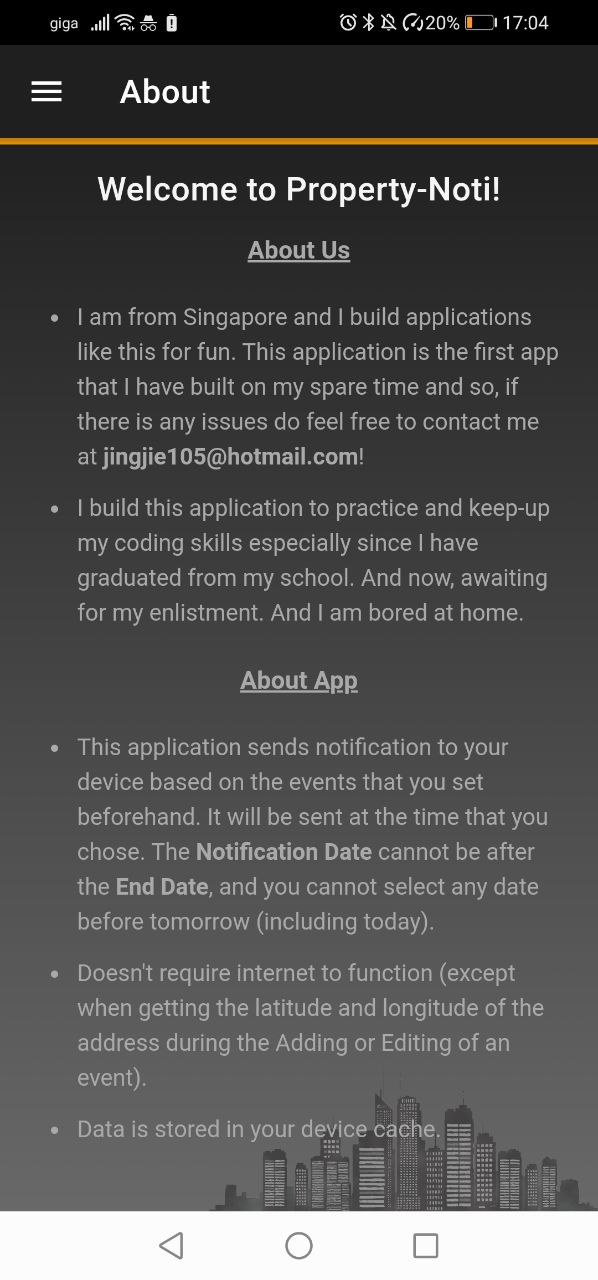 giga 20% 17:04
About
Welcome to Property-Noti!
About Us
• I am from Singapore and I build applications
like this for fun. This application is the first app
that I have built on my spare time and so, if
there is any issues do feel free to contact me
at jingjie105@hotmail.com!
• I build this application to practice and keep-up
my coding skills especially since I have
graduated from my school. And now, awaiting
for my enlistment. And I am bored at home.
About App
• This application sends notification to your
device based on the events that you set
beforehand. It will be sent at the time that you
chose. The Notification Date cannot be after
the End Date, and you cannot select any date
before tomorrow (including today).
• Doesn't require internet to function (except
when getting the latitude and longitude of the
address during the Adding or Editing of an
event).
• Data is stored in your device cache.